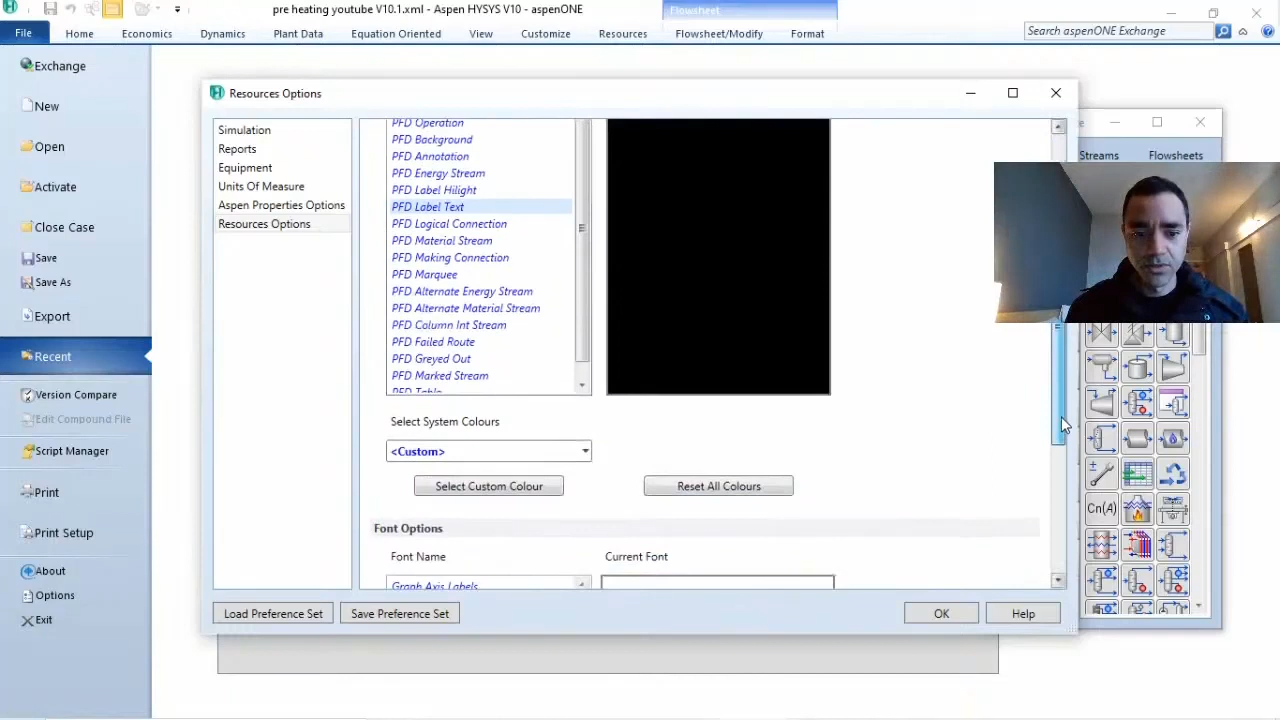 pre heating youtube V10.1.xml - Aspen HYSYS V10 - aspenONE
Flowsheet
File Home Economics Dynamics Plant Data Equation Oriented View Customize Resources Flowsheet/Modify Format
Search aspenONE Exchange
Exchange
New
Open
Activate
Close Case
Save
Save As
Export
Recent
Version Compare
Edit Compound File
Script Manager
Print
Print Setup
About
Options
Exit
Resources Options
Simulation
Reports
Equipment
Units Of Measure
Aspen Properties Options
Resources Options
PFD Operation
PFD Background
PFD Annotation
PFD Energy Stream
PFD Label Hilight
PFD Label Text
PFD Logical Connection
PFD Material Stream
PFD Making Connection
PFD Marquee
PFD Alternate Energy Stream
PFD Alternate Material Stream
PFD Column Int Stream
PFD Failed Route
PFD Greyed Out
PFD Marked Stream
PFD Table
Select System Colours
<Custom>
Select Custom Colour Reset All Colours
Font Options
Font Name Current Font
Graph Axis Labels
Load Preference Set Save Preference Set OK Help
Streams Flowsheets
Cn(A)